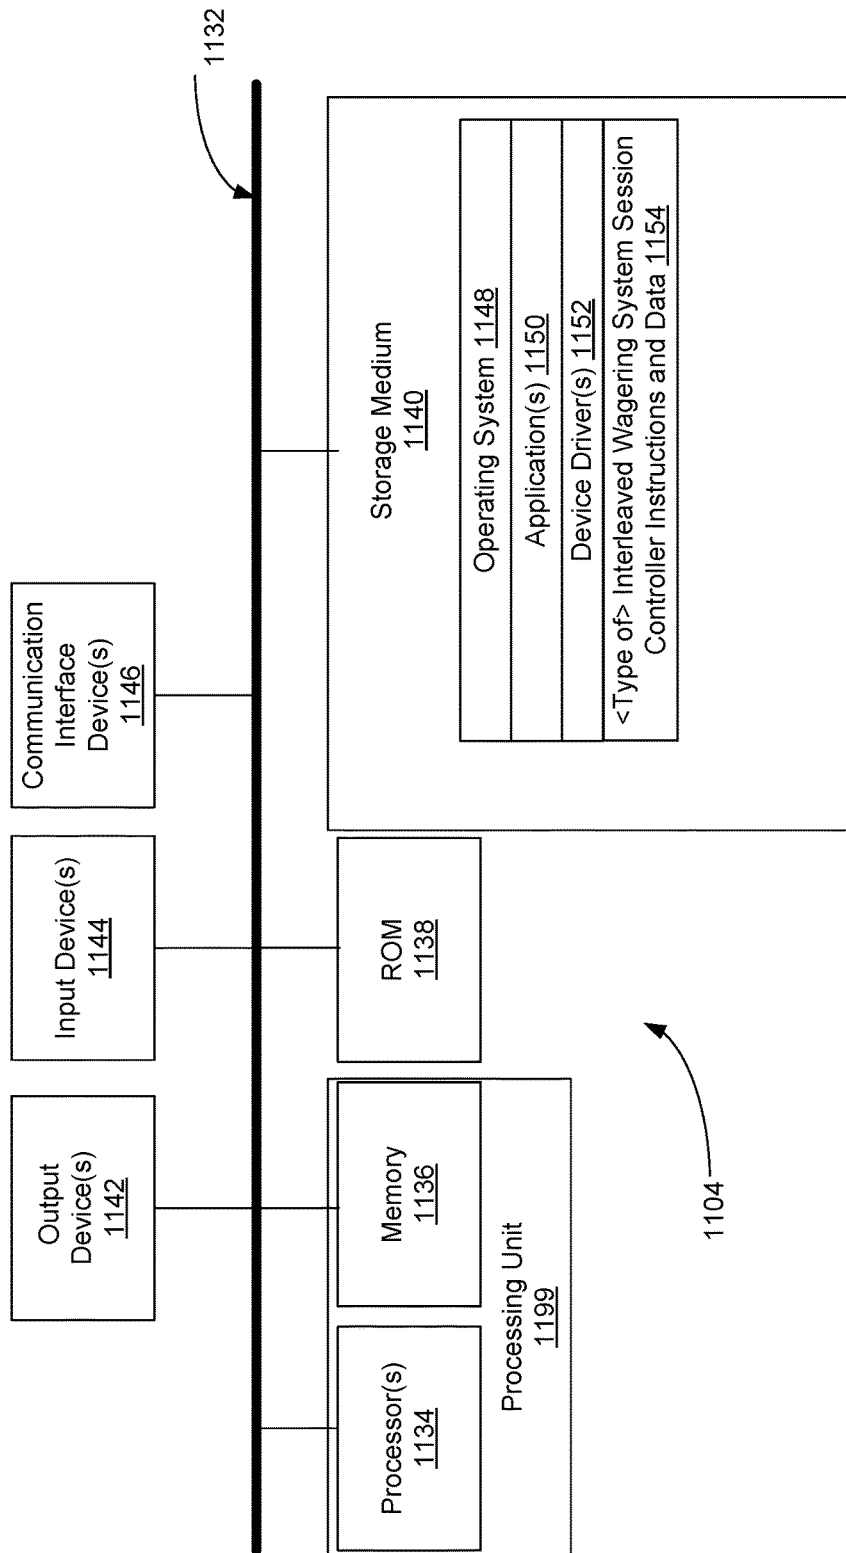 1132
Output
Device(s)
1142
Input Device(s)
1144
Communication
Interface
Device(s)
1146
Processor(s)
1134
Memory
1136
Processing Unit
1199
ROM
1138
Storage Medium
1140
Operating System 1148
Application(s) 1150
Device Driver(s) 1152
<Type of> Interleaved Wagering System Session
Controller Instructions and Data 1154
1104